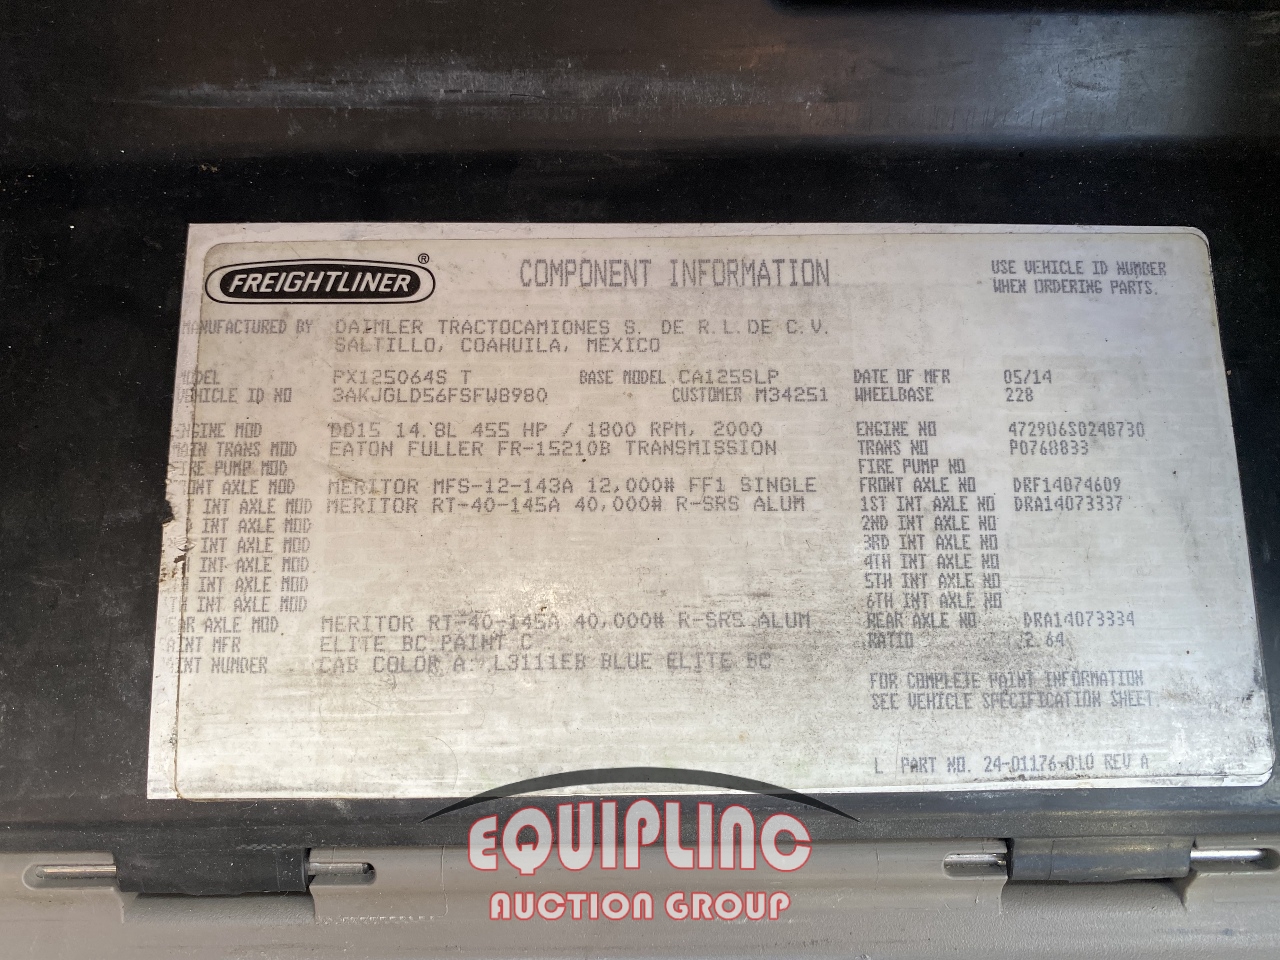 FREIGHTLINER ®
COMPONENT INFORMATION
USE VEHICLE ID NUMBER
WHEN ORDERING PARTS.
MANUFACTURED BY DAIMLER TRACTOCAMIONES S. DE R.L.DE C.V.
SALTILLO, COAHUILA, MEXICO
MODEL PX125064S T BASE MODEL CA125SLP DATE OF MFR 05/14
VEHICLE ID NO 3AKJGLD56FSFW8980 CUSTOMER M34251 WHEELBASE 228
ENGINE MOD DD15 14.8L 455 HP / 1800 RPM, 2000 ENGINE NO 472906S0248730
MAIN TRANS MOD EATON FULLER FR-15210B TRANSMISSION TRANS NO P0768833
FIRE PUMP MOD FIRE PUMP NO
FRONT AXLE MOD MERITOR MFS-12-143A 12,000# FF1 SINGLE FRONT AXLE NO DRF14074609
INT AXLE MOD MERITOR RT-40-145A 40,000# R-SRS ALUM 1ST INT AXLE NO DRA14073337
INT AXLE MOD 2ND INT AXLE NO
INT AXLE MOD 3RD INT AXLE NO
INT AXLE MOD 4TH INT AXLE NO
INT AXLE MOD 5TH INT AXLE NO
INT AXLE MOD 6TH INT AXLE NO
REAR AXLE MOD MERITOR RT-40-145A 40,000# R-SRS ALUM REAR AXLE NO DRA14073334
PAINT MFR ELITE BC PAINT C RATIO 2.64
PAINT NUMBER CAB COLOR A: L3111EB BLUE ELITE BC
FOR COMPLETE PAINT INFORMATION
SEE VEHICLE SPECIFICATION SHEET
L PART NO. 24-01176-010 REV A
EQUIPLINC
AUCTION GROUP